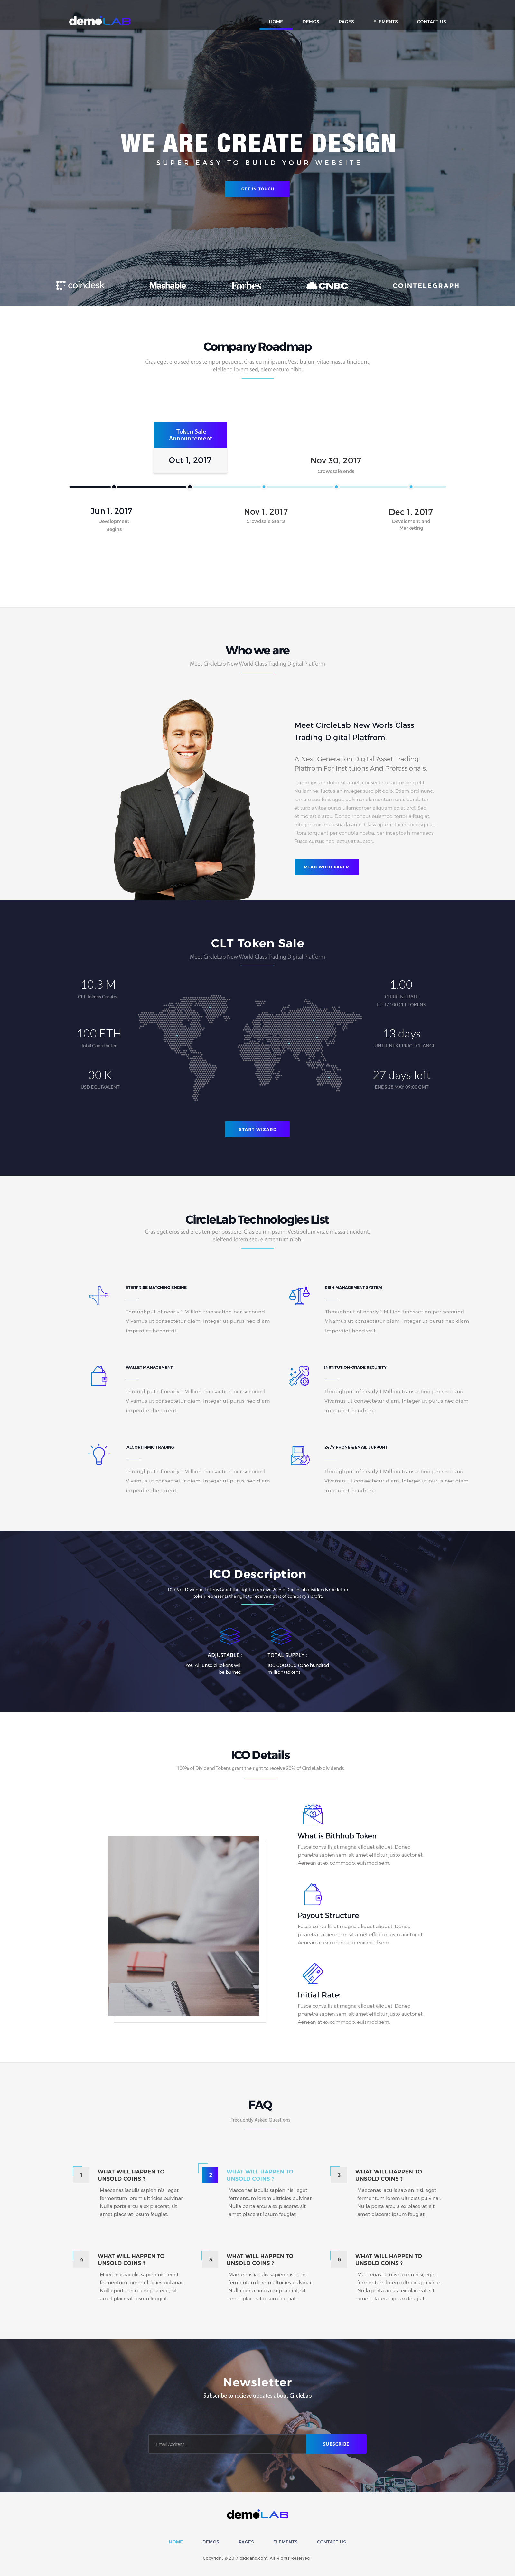 demoLAB
HOME DEMOS PAGES ELEMENTS CONTACT US
WE ARE CREATE DESIGN
SUPER EASY TO BUILD YOUR WEBSITE
GET IN TOUCH
coindesk Mashable Forbes CNBC COINTELEGRAPH
Company Roadmap
Cras eget eros sed eros tempor posuere. Cras eu mi ipsum. Vestibulum vitae massa tincidunt,
eleifend lorem sed, elementum nibh.
Token Sale
Announcement
Oct 1, 2017
Nov 30, 2017
Crowdsale ends
Jun 1, 2017
Development
Begins
Nov 1, 2017
Crowdsale Starts
Dec 1, 2017
Develoment and
Marketing
Who we are
Meet CircleLab New World Class Trading Digital Platform
Meet CircleLab New Worls Class
Trading Digital Platfrom.
A Next Generation Digital Asset Trading
Platfrom For Instituions And Professionals.
Lorem ipsum dolor sit amet, consectetur adipiscing elit.
Nullam vel luctus enim, eget suscipit odio. Etiam orci nunc,
ornare sed felis eget, pulvinar elementum orci. Curabitur
et turpis vitae purus ullamcorper aliquam ac at orci. Sed
et molestie arcu. Donec rhoncus euismod tortor a feugiat.
Integer quis malesuada ante. Class aptent taciti sociosqu ad
litora torquent per conubia nostra, per inceptos himenaeos.
Fusce cursus nec lectus et auctor.
READ WHITEPAPER
CLT Token Sale
Meet CircleLab New World Class Trading Digital Platform
10.3 M
CLT Tokens Created
100 ETH
Total Contributed
30 K
USD EQUIVALENT
1.00
CURRENT RATE
ETH / 100 CLT TOKENS
13 days
UNTIL NEXT PRICE CHANGE
27 days left
ENDS 28 MAY 09:00 GMT
START WIZARD
CircleLab Technologies List
Cras eget eros sed eros tempor posuere. Cras eu mi ipsum. Vestibulum vitae massa tincidunt,
eleifend lorem sed, elementum nibh.
ETERPRISE MATCHING ENGINE
Throughput of nearly 1 Million transaction per secound
Vivamus ut consectetur diam. Integer ut purus nec diam
imperdiet hendrerit.
RISH MANAGEMENT SYSTEM
Throughput of nearly 1 Million transaction per secound
Vivamus ut consectetur diam. Integer ut purus nec diam
imperdiet hendrerit.
WALLET MANAGEMENT
Throughput of nearly 1 Million transaction per secound
Vivamus ut consectetur diam. Integer ut purus nec diam
imperdiet hendrerit.
INSTITUTION-GRADE SECURITY
Throughput of nearly 1 Million transaction per secound
Vivamus ut consectetur diam. Integer ut purus nec diam
imperdiet hendrerit.
ALGORITHMIC TRADING
Throughput of nearly 1 Million transaction per secound
Vivamus ut consectetur diam. Integer ut purus nec diam
imperdiet hendrerit.
24 / 7 PHONE & EMAIL SUPPORT
Throughput of nearly 1 Million transaction per secound
Vivamus ut consectetur diam. Integer ut purus nec diam
imperdiet hendrerit.
ICO Description
100% of Dividend Tokens Grant the right to receive 20% of CircleLab dividends CircleLab
token represents the right to receive a part of company's profit.
ADJUSTABLE :
Yes. All unsold tokens will
be burned
TOTAL SUPPLY :
100,000,000 (One hundred
million) tokens
ICO Details
100% of Dividend Tokens grant the right to receive 20% of CircleLab dividends
What is Bithhub Token
Fusce convallis at magna aliquet aliquet. Donec
pharetra sapien sem, sit amet efficitur justo auctor et.
Aenean at ex commodo, euismod sem.
Payout Structure
Fusce convallis at magna aliquet aliquet. Donec
pharetra sapien sem, sit amet efficitur justo auctor et.
Aenean at ex commodo, euismod sem.
Initial Rate:
Fusce convallis at magna aliquet aliquet. Donec
pharetra sapien sem, sit amet efficitur justo auctor et.
Aenean at ex commodo, euismod sem.
FAQ
Frequently Asked Questions
1
WHAT WILL HAPPEN TO
UNSOLD COINS ?
Maecenas iaculis sapien nisi, eget
fermentum lorem ultricies pulvinar.
Nulla porta arcu a ex placerat, sit
amet placerat ipsum feugiat.
2
WHAT WILL HAPPEN TO
UNSOLD COINS ?
Maecenas iaculis sapien nisi, eget
fermentum lorem ultricies pulvinar.
Nulla porta arcu a ex placerat, sit
amet placerat ipsum feugiat.
3
WHAT WILL HAPPEN TO
UNSOLD COINS ?
Maecenas iaculis sapien nisi, eget
fermentum lorem ultricies pulvinar.
Nulla porta arcu a ex placerat, sit
amet placerat ipsum feugiat.
4
WHAT WILL HAPPEN TO
UNSOLD COINS ?
Maecenas iaculis sapien nisi, eget
fermentum lorem ultricies pulvinar.
Nulla porta arcu a ex placerat, sit
amet placerat ipsum feugiat.
5
WHAT WILL HAPPEN TO
UNSOLD COINS ?
Maecenas iaculis sapien nisi, eget
fermentum lorem ultricies pulvinar.
Nulla porta arcu a ex placerat, sit
amet placerat ipsum feugiat.
6
WHAT WILL HAPPEN TO
UNSOLD COINS ?
Maecenas iaculis sapien nisi, eget
fermentum lorem ultricies pulvinar.
Nulla porta arcu a ex placerat, sit
amet placerat ipsum feugiat.
Newsletter
Subscribe to recieve updates about CircleLab
Email Address..
SUBSCRIBE
demoLAB
HOME DEMOS PAGES ELEMENTS CONTACT US
Copyright © 2017 psdgang.com. All Rights Reserved